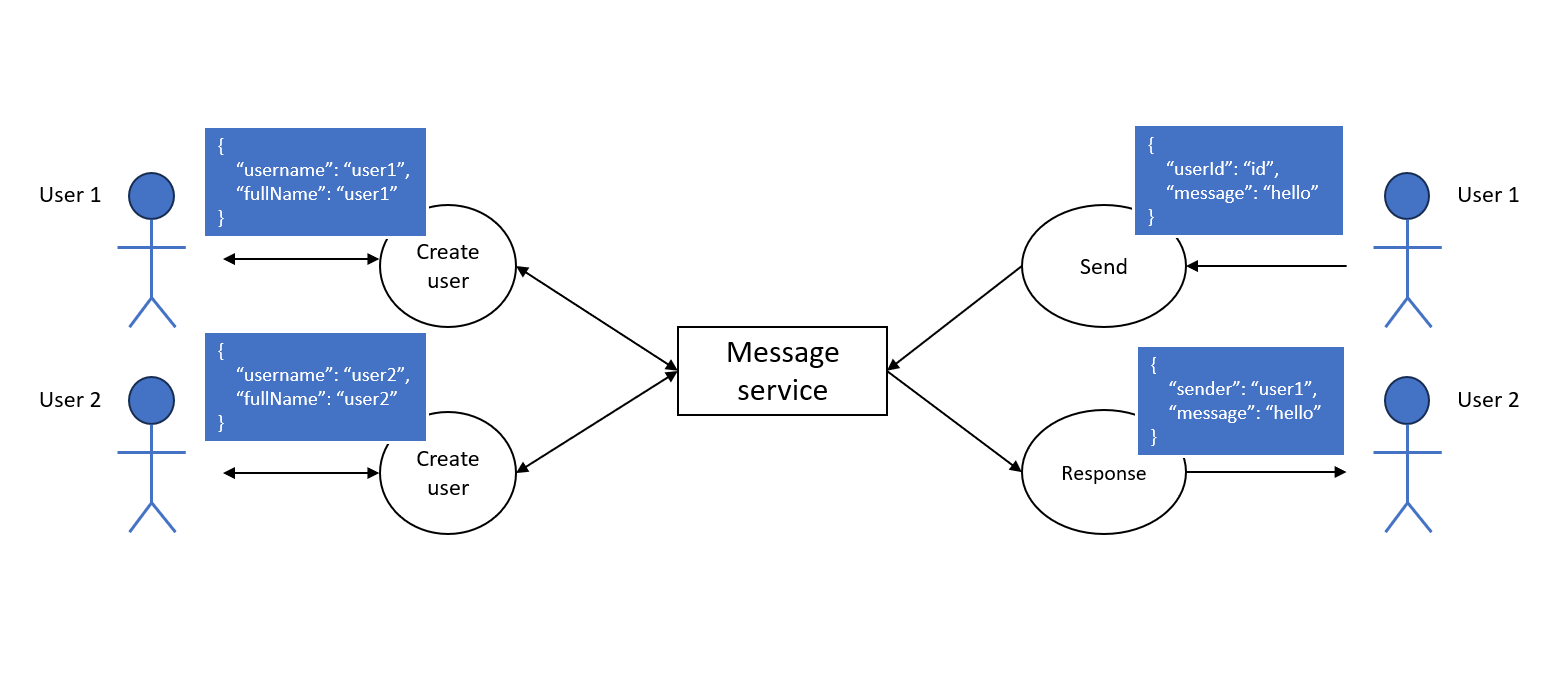 User 1
{
“username”: “user1”,
“fullName”: “user1”
}
Create
user
User 2
{
“username”: “user2”,
“fullName”: “user2”
}
Create
user
Message
service
{
“userId”: “id”,
“message”: “hello”
}
Send
User 1
{
“sender”: “user1”,
“message”: “hello”
}
Response
User 2